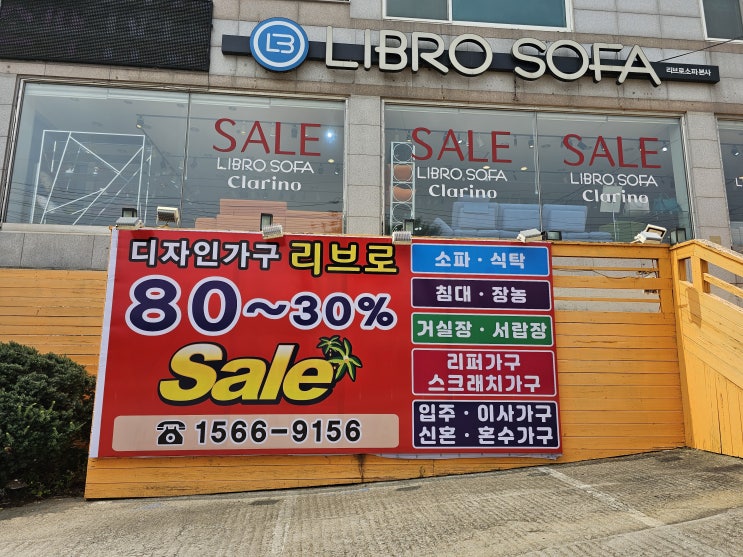 LB LIBRO SOFA 리브로소파 본사
SALE
LIBRO SOFA
Clarino
SALE
LIBRO SOFA
Clarino
SALE
LIBRO SOFA
Clarino
디자인가구 리브로
80~30%
Sale
☎ 1566-9156
소파 · 식탁
침대 · 장농
거실장 · 서랍장
리퍼가구
스크래치가구
입주 · 이사가구
신혼 · 혼수가구